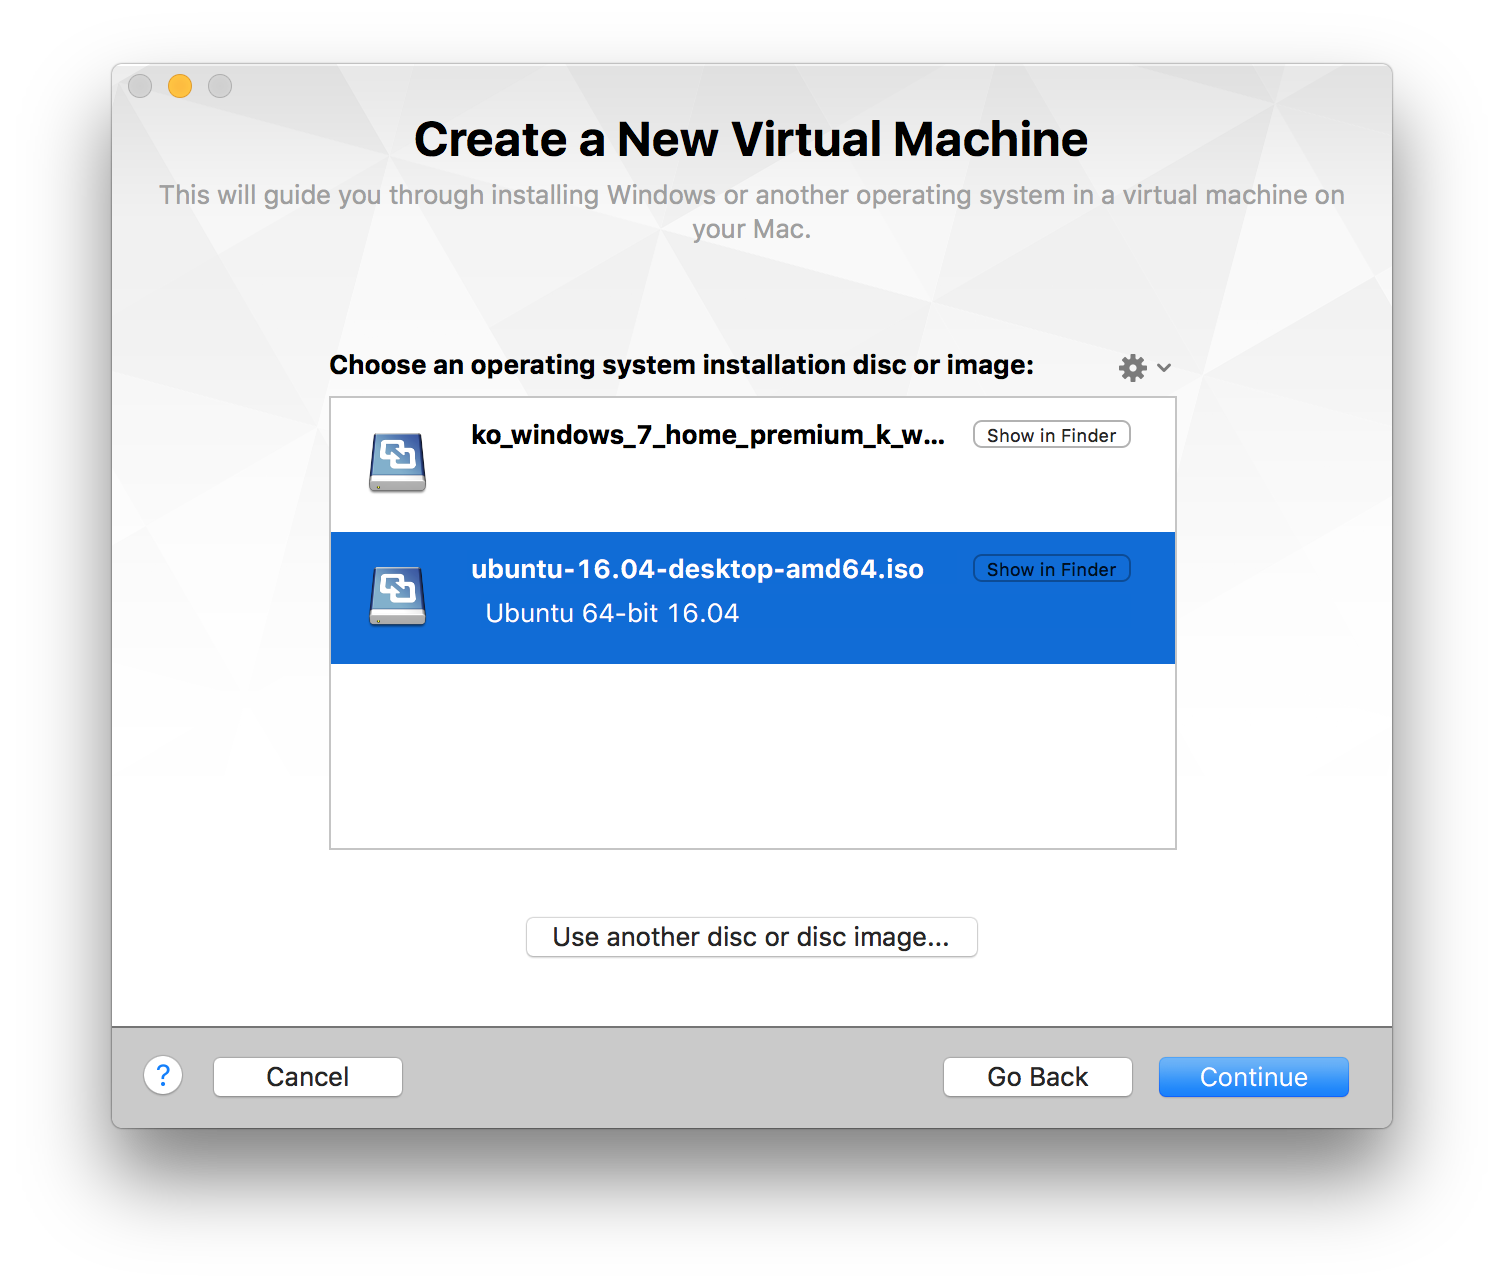 Create a New Virtual Machine
This will guide you through installing Windows or another operating system in a virtual machine on
your Mac.
Choose an operating system installation disc or image:
ko_windows_7_home_premium_k_w...
Show in Finder
ubuntu-16.04-desktop-amd64.iso
Show in Finder
Ubuntu 64-bit 16.04
Use another disc or disc image...
?
Cancel
Go Back
Continue